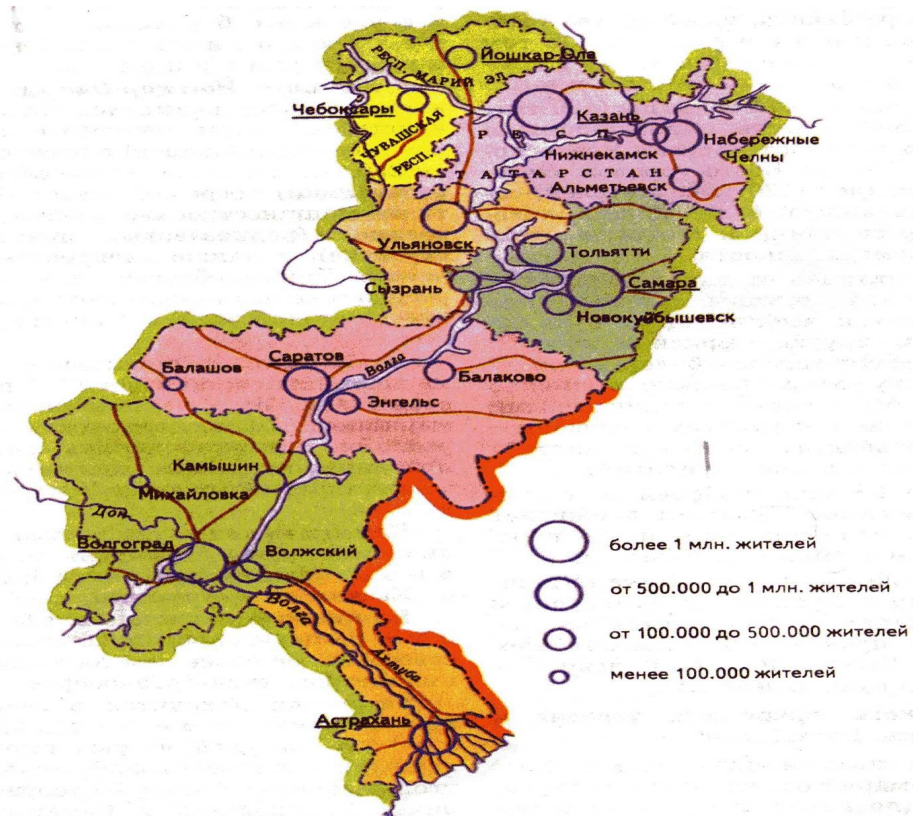 РЕСП. МАРИЙ ЭЛ
Йошкар-Ола
Чебоксары
ЧУВАШСКАЯ
РЕСП.
Казань
РЕСП.
Набережные
Челны
Нижнекамск
ТАТАРСТАН
Альметьевск
Ульяновск
Тольятти
Сызрань
Самара
Новокуйбышевск
Саратов
Волга
Балашов
Балаково
Энгельс
Камышин
Михайловка
Дон
Волгоград
Волжский
Волга
Ахтуба
Астрахань
более 1 млн. жителей
от 500.000 до 1 млн. жителей
от 100.000 до 500.000 жителей
менее 100.000 жителей